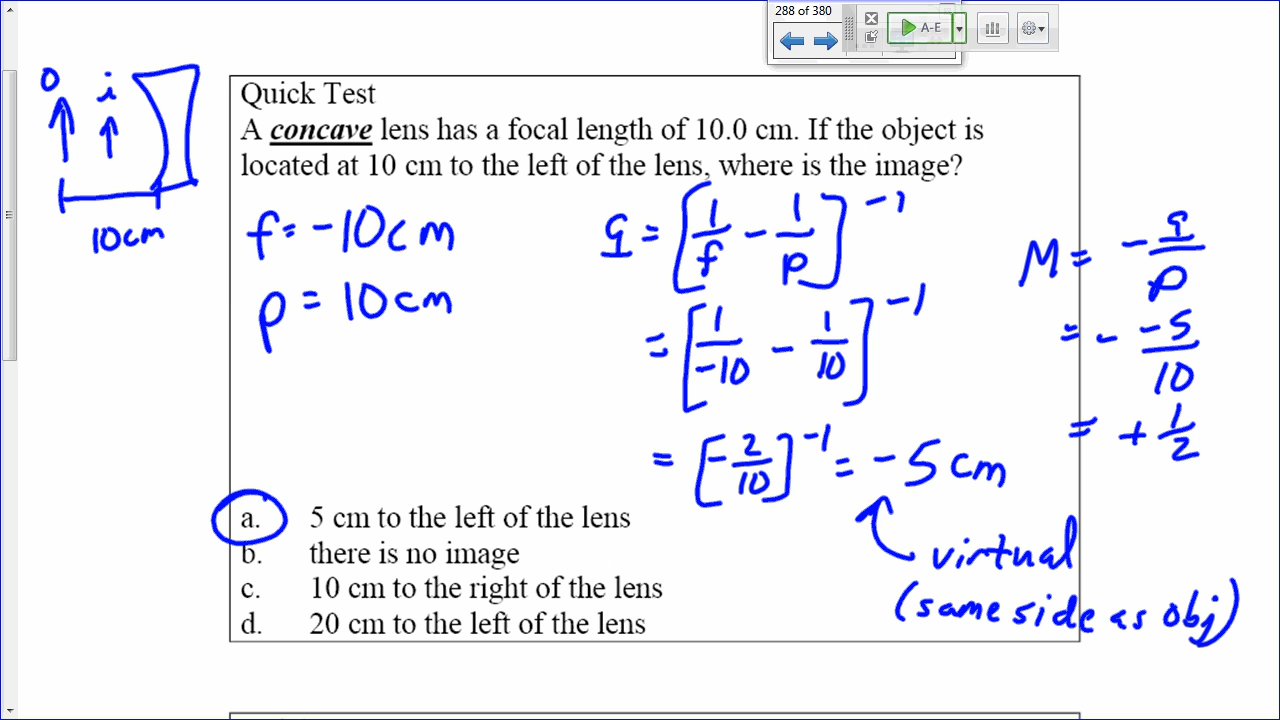 288 of 380
A-E
O
i
10cm
Quick Test
A concave lens has a focal length of 10.0 cm. If the object is
located at 10 cm to the left of the lens, where is the image?
f = -10cm
p = 10cm
q = [1/f - 1/p]^-1
= [1/-10 - 1/10]^-1
= [-2/10]^-1 = -5 cm
M = -q/p
= - -5/10
= + 1/2
a. 5 cm to the left of the lens
b. there is no image
c. 10 cm to the right of the lens
d. 20 cm to the left of the lens
virtual
(same side as obj)